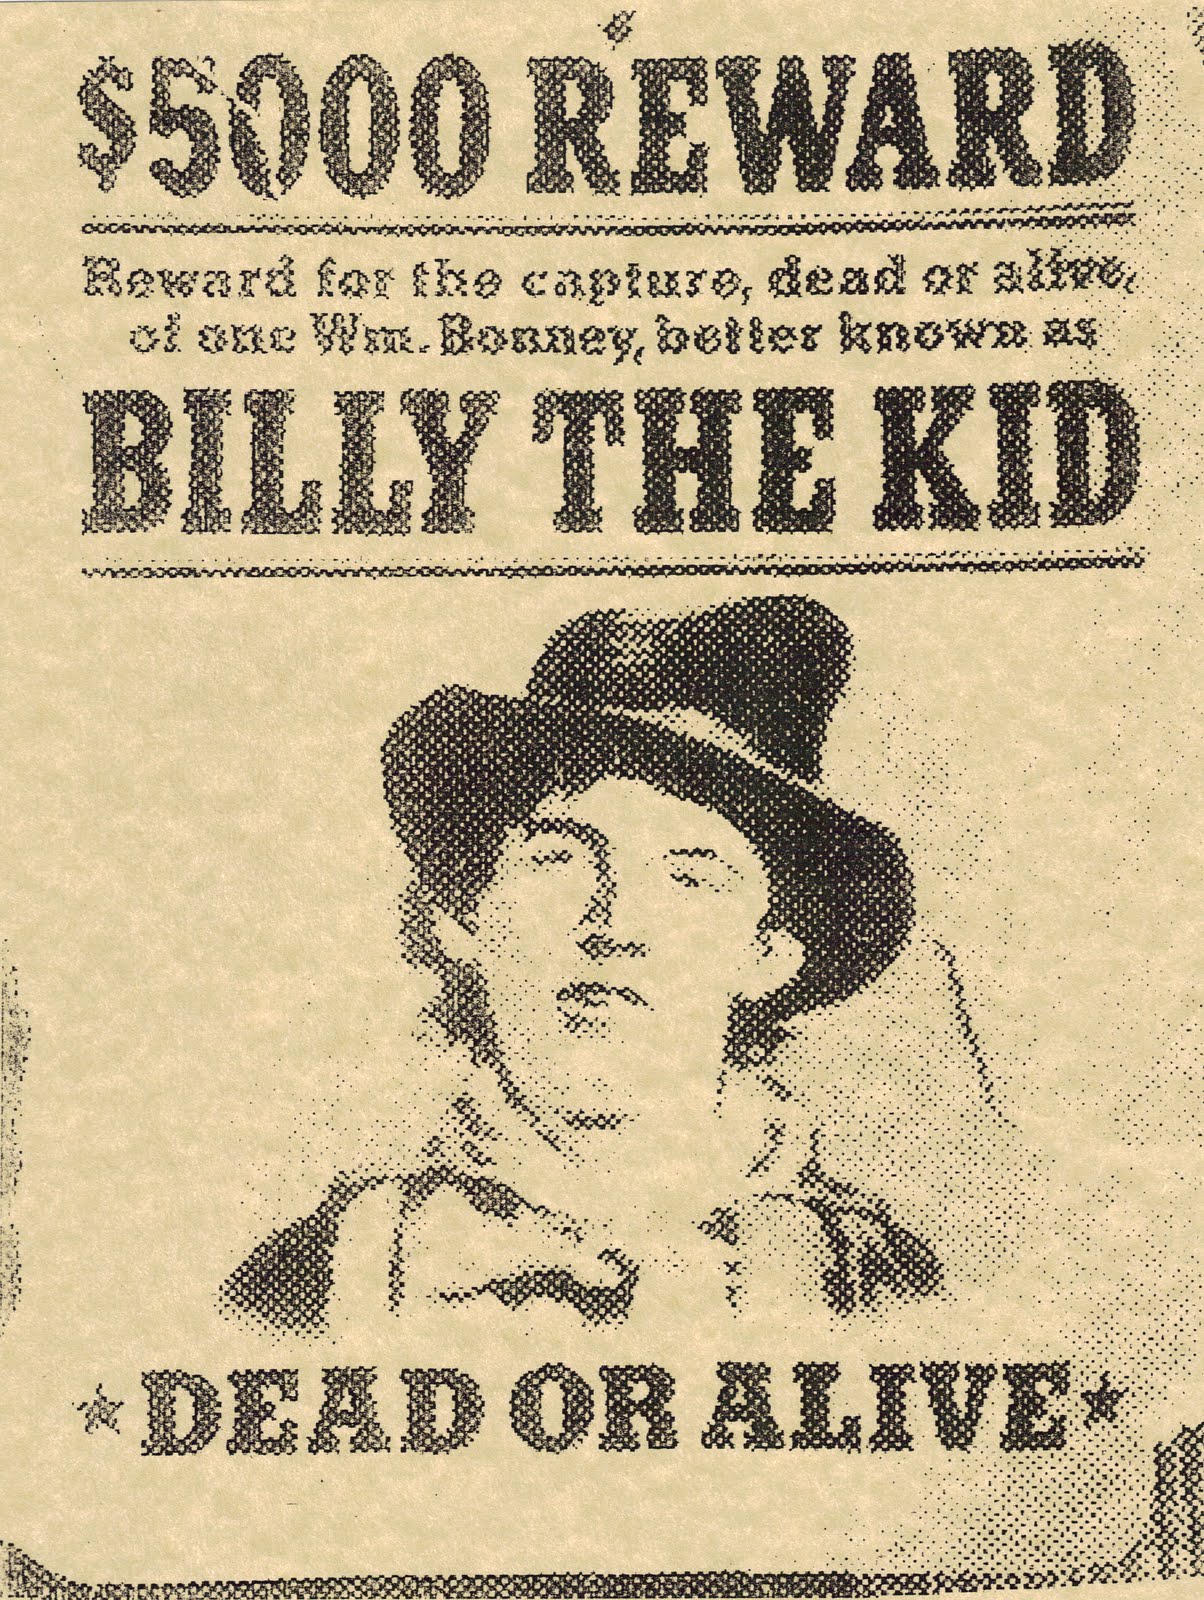 $5000 REWARD
Reward for the capture, dead or alive,
of one Wm. Bonney, better known as
BILLY THE KID
★DEAD OR ALIVE★